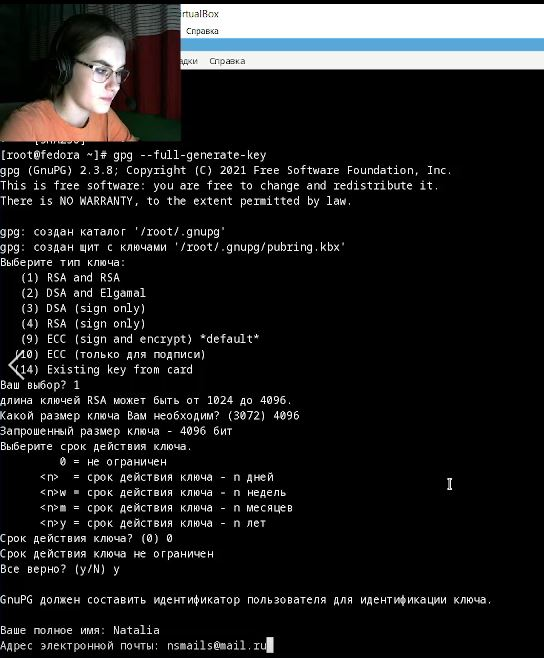 rtualBox
Справка
дки Справка
[root@fedora ~]# gpg --full-generate-key
gpg (GnuPG) 2.3.8; Copyright (C) 2021 Free Software Foundation, Inc.
This is free software: you are free to change and redistribute it.
There is NO WARRANTY, to the extent permitted by law.
gpg: создан каталог '/root/.gnupg'
gpg: создан щит с ключами '/root/.gnupg/pubring.kbx'
Выберите тип ключа:
(1) RSA and RSA
(2) DSA and Elgamal
(3) DSA (sign only)
(4) RSA (sign only)
(9) ECC (sign and encrypt) *default*
(10) ECC (только для подписи)
(14) Existing key from card
Ваш выбор? 1
длина ключей RSA может быть от 1024 до 4096.
Какой размер ключа Вам необходим? (3072) 4096
Запрошенный размер ключа - 4096 бит
Выберите срок действия ключа.
0 = не ограничен
<n> = срок действия ключа - n дней
<n>w = срок действия ключа - n недель
<n>m = срок действия ключа - n месяцев
<n>y = срок действия ключа - n лет
Срок действия ключа? (0) 0
Срок действия ключа не ограничен
Все верно? (y/N) y
GnuPG должен составить идентификатор пользователя для идентификации ключа.
Ваше полное имя: Natalia
Адрес электронной почты: nsmails@mail.ru